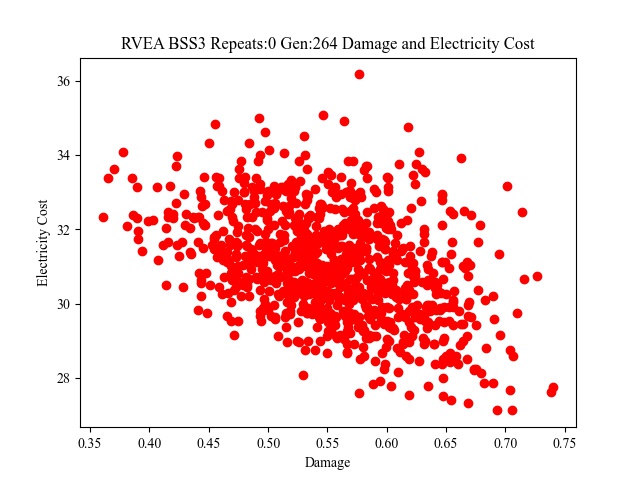 RVEA BSS3 Repeats:0 Gen:264 Damage and Electricity Cost
36
34
32
30
28
Electricity Cost
0.35 0.40 0.45 0.50 0.55 0.60 0.65 0.70 0.75
Damage